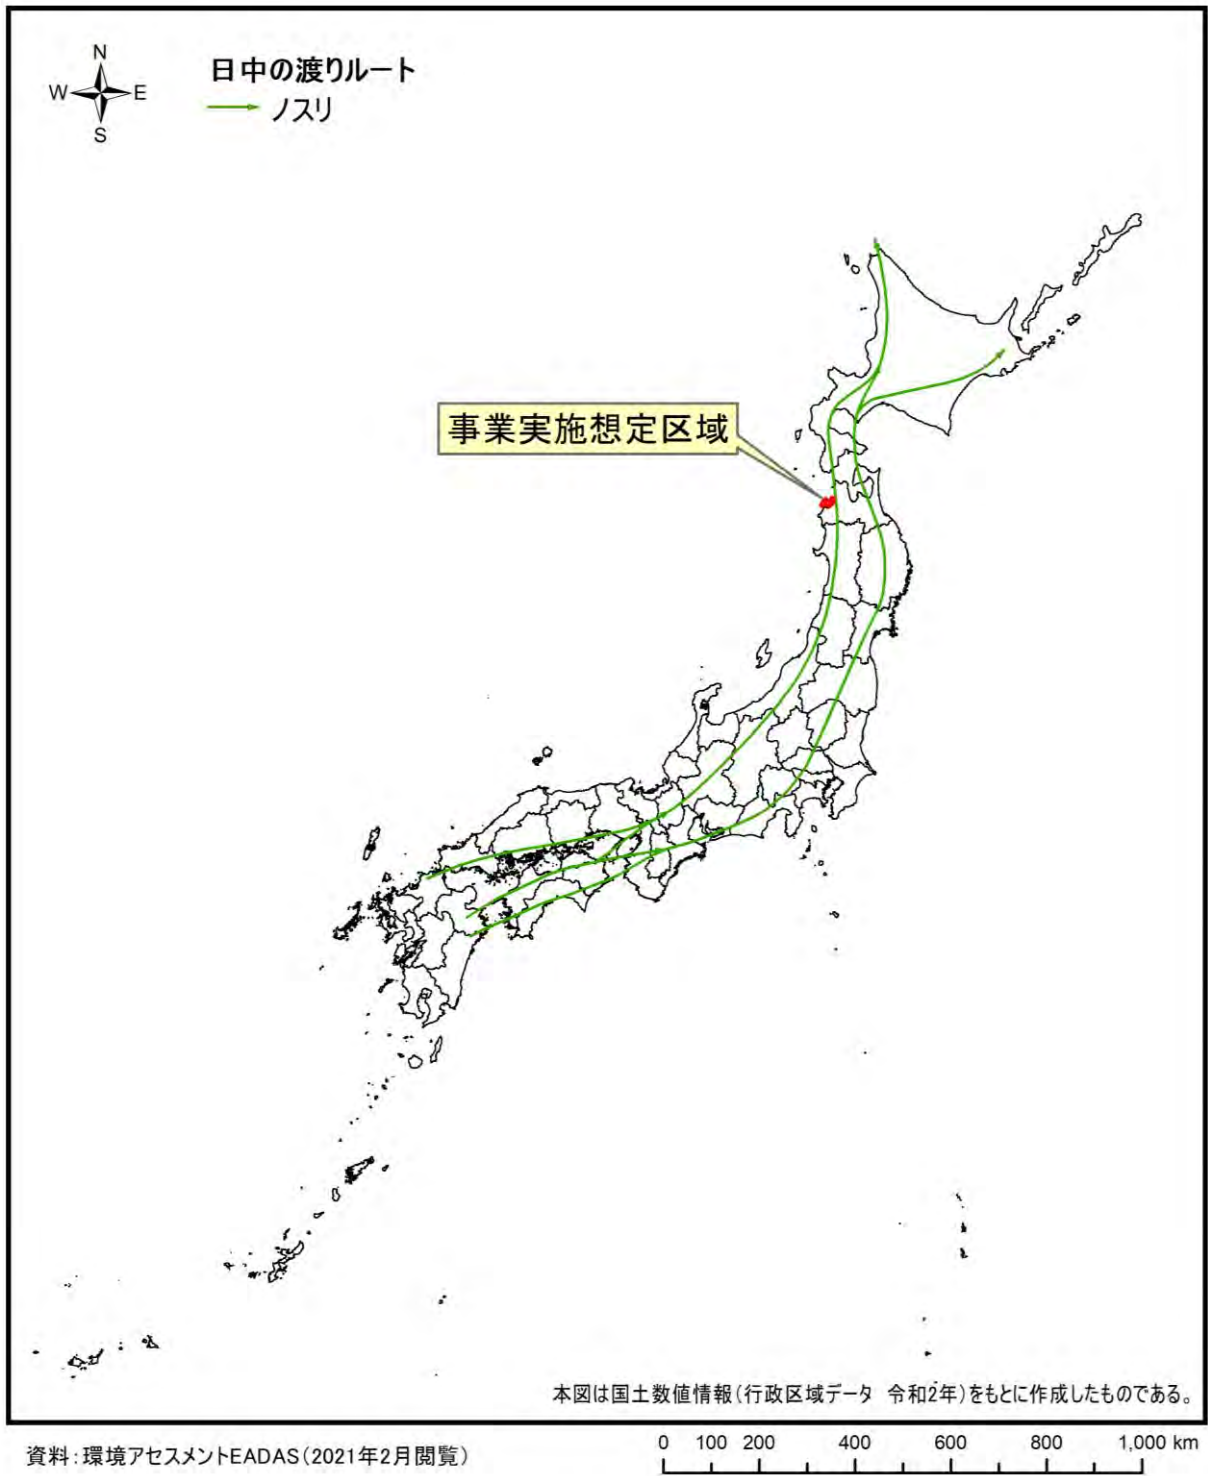 N
W E
S
日中の渡りルート
ノスリ
事業実施想定区域
本図は国土数値情報（行政区域データ　令和2年）をもとに作成したものである。
資料：環境アセスメントEADAS（2021年2月閲覧）
0 100 200 400 600 800 1,000 km